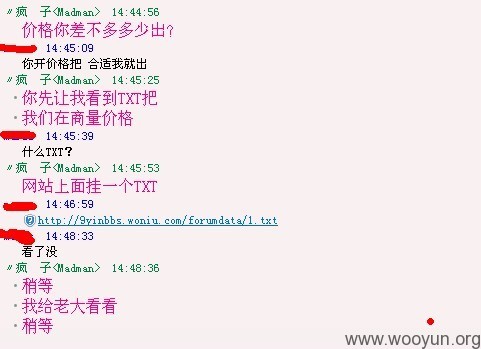 〃疯　子<Madman> 14:44:56
价格你差不多多少出?
14:45:09
你开价格把 合适我就出
〃疯　子<Madman> 14:45:25
·你先让我看到TXT把
·我们在商量价格
14:45:39
什么TXT?
〃疯　子<Madman> 14:45:53
网站上面挂一个TXT
14:46:59
http://9yinbbs.woniu.com/forumdata/1.txt
14:48:33
看了没
〃疯　子<Madman> 14:48:36
·稍等
·我给老大看看
·稍等
www.wooyun.org